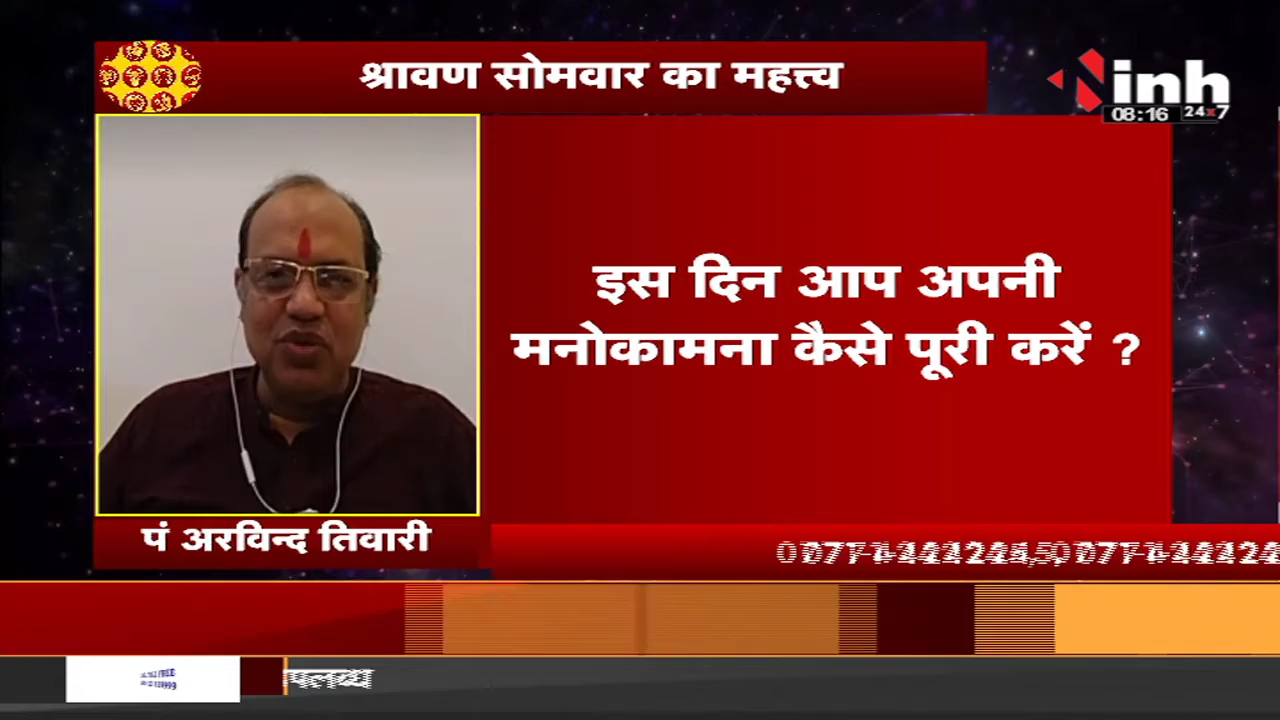 श्रावण सोमवार का महत्त्व
inh
08:16 24x7
इस दिन आप अपनी
मनोकामना कैसे पूरी करें ?
पं अरविन्द तिवारी